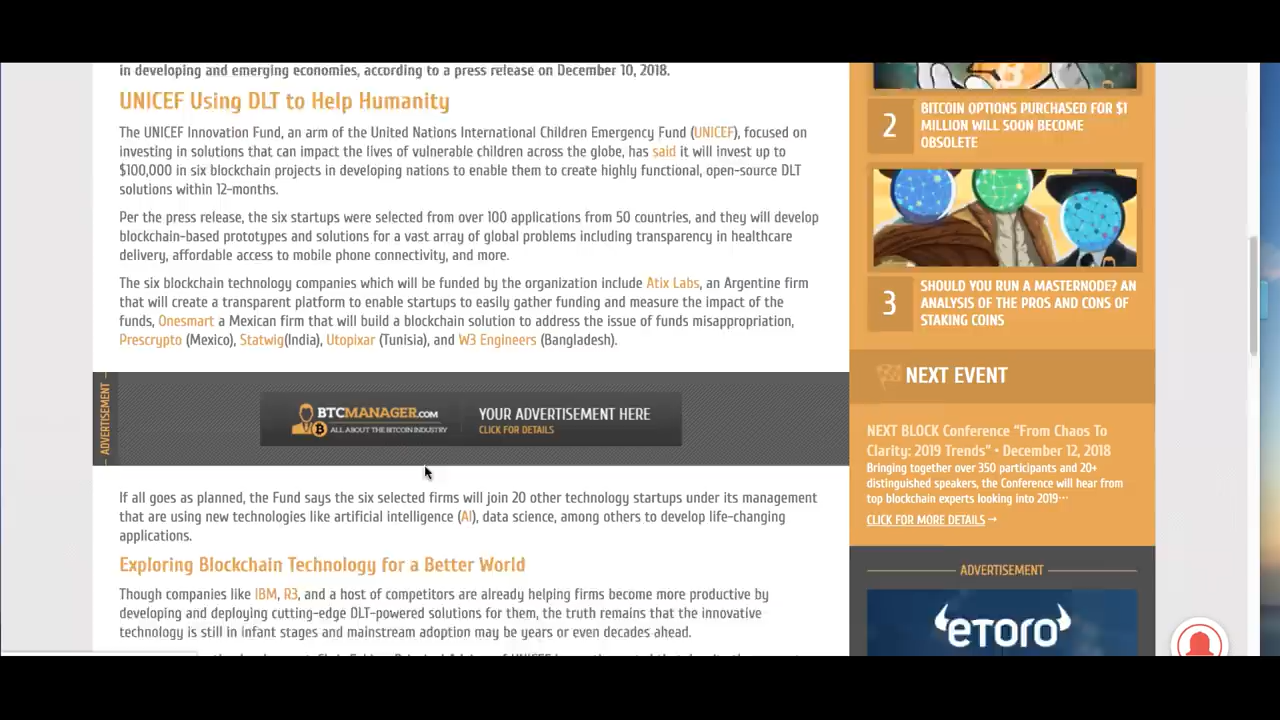 in developing and emerging economies, according to a press release on December 10, 2018.
UNICEF Using DLT to Help Humanity
The UNICEF Innovation Fund, an arm of the United Nations International Children Emergency Fund (UNICEF), focused on
investing in solutions that can impact the lives of vulnerable children across the globe, has said it will invest up to
$100,000 in six blockchain projects in developing nations to enable them to create highly functional, open-source DLT
solutions within 12-months.
Per the press release, the six startups were selected from over 100 applications from 50 countries, and they will develop
blockchain-based prototypes and solutions for a vast array of global problems including transparency in healthcare
delivery, affordable access to mobile phone connectivity, and more.
The six blockchain technology companies which will be funded by the organization include Atix Labs, an Argentine firm
that will create a transparent platform to enable startups to easily gather funding and measure the impact of the
funds, Onesmart a Mexican firm that will build a blockchain solution to address the issue of funds misappropriation,
Prescrypto (Mexico), Statwig(India), Utopixar (Tunisia), and W3 Engineers (Bangladesh).
ADVERTISEMENT
BTCMANAGER.COM
ALL ABOUT THE BITCOIN INDUSTRY
YOUR ADVERTISEMENT HERE
CLICK FOR DETAILS
If all goes as planned, the Fund says the six selected firms will join 20 other technology startups under its management
that are using new technologies like artificial intelligence (AI), data science, among others to develop life-changing
applications.
Exploring Blockchain Technology for a Better World
Though companies like IBM, R3, and a host of competitors are already helping firms become more productive by
developing and deploying cutting-edge DLT-powered solutions for them, the truth remains that the innovative
technology is still in infant stages and mainstream adoption may be years or even decades ahead.
2
BITCOIN OPTIONS PURCHASED FOR $1
MILLION WILL SOON BECOME
OBSOLETE
3
SHOULD YOU RUN A MASTERNODE? AN
ANALYSIS OF THE PROS AND CONS OF
STAKING COINS
NEXT EVENT
NEXT BLOCK Conference “From Chaos To
Clarity: 2019 Trends” • December 12, 2018
Bringing together over 350 participants and 20+
distinguished speakers, the Conference will hear from
top blockchain experts looking into 2019···
CLICK FOR MORE DETAILS →
ADVERTISEMENT
eToro